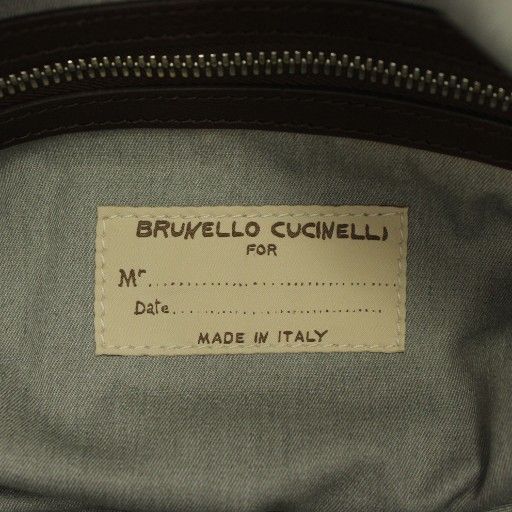 BRUNELLO CUCINELLI
FOR
Mr......................................
Date..............................
MADE IN ITALY